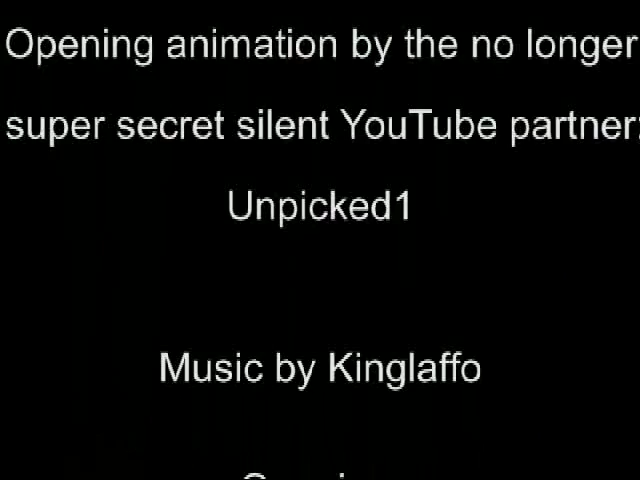 Opening animation by the no longer
super secret silent YouTube partner:
Unpicked1
Music by Kinglaffo